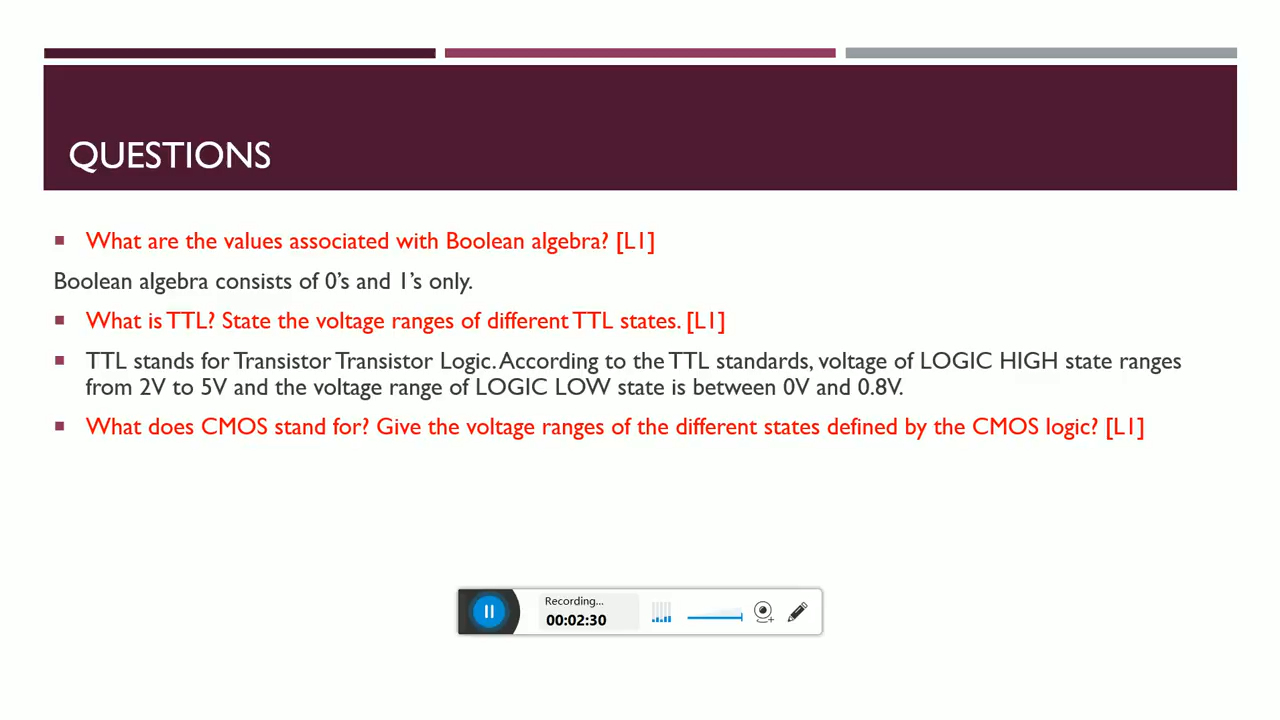 QUESTIONS
What are the values associated with Boolean algebra? [L1]
Boolean algebra consists of 0's and 1's only.
What is TTL? State the voltage ranges of different TTL states. [L1]
TTL stands for Transistor Transistor Logic. According to the TTL standards, voltage of LOGIC HIGH state ranges
from 2V to 5V and the voltage range of LOGIC LOW state is between 0V and 0.8V.
What does CMOS stand for? Give the voltage ranges of the different states defined by the CMOS logic? [L1]
Recording...
00:02:30